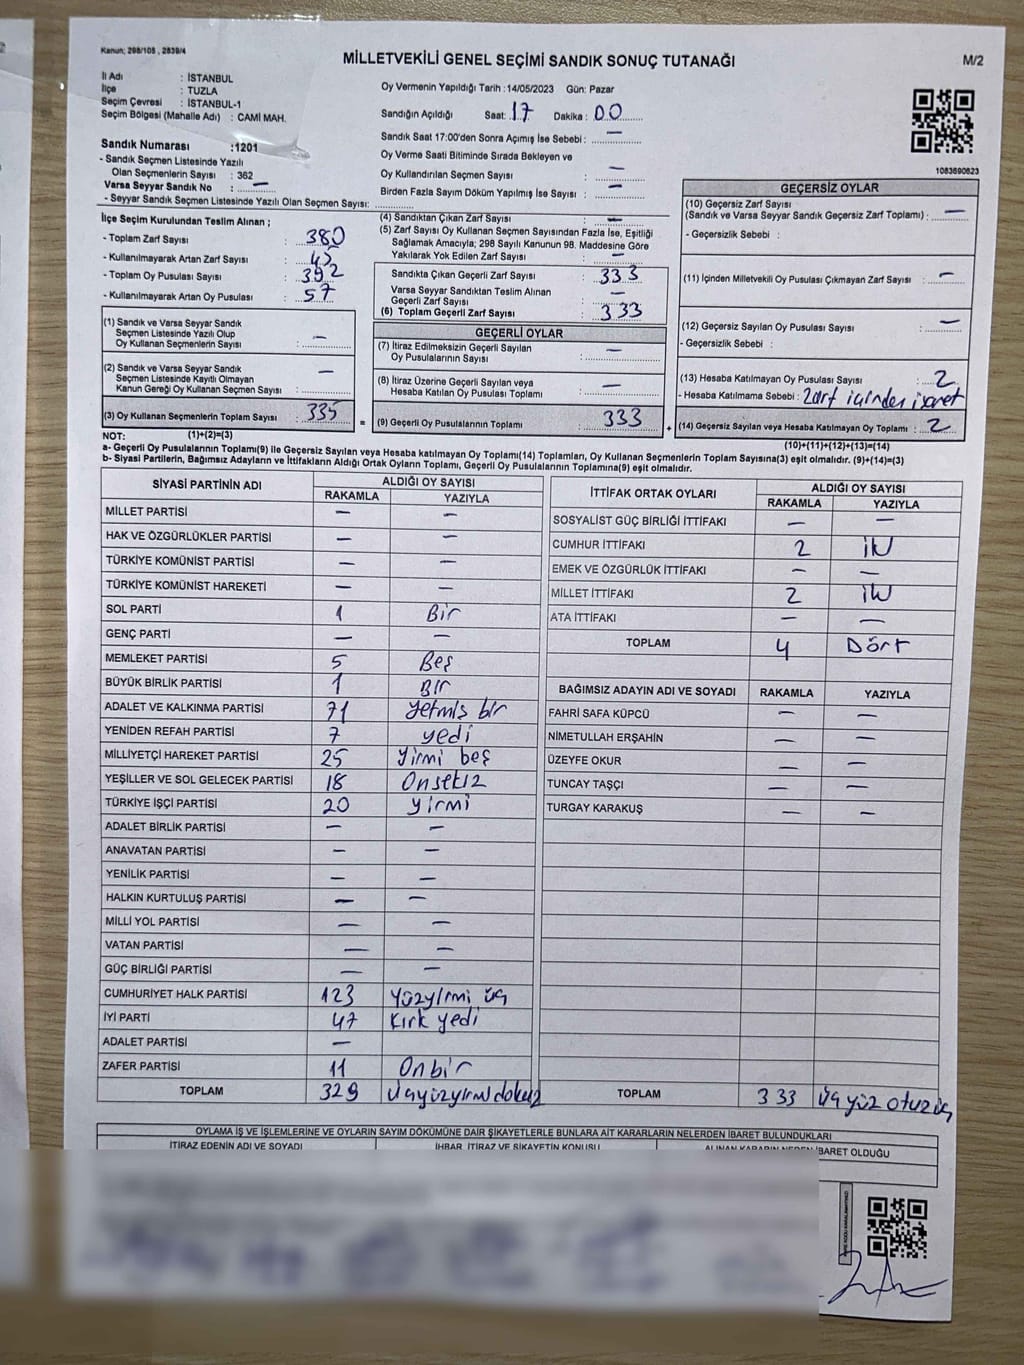 Kanun; 298/105 , 2839/4
MİLLETVEKİLİ GENEL SEÇİMİ SANDIK SONUÇ TUTANAĞI
M/2
İl Adı : İSTANBUL
İlçe : TUZLA
Seçim Çevresi : İSTANBUL-1
Seçim Bölgesi (Mahalle Adı) : CAMİ MAH.
Sandık Numarası :1201
- Sandık Seçmen Listesinde Yazılı
Olan Seçmenlerin Sayısı : 362
Varsa Seyyar Sandık No : —
- Seyyar Sandık Seçmen Listesinde Yazılı Olan Seçmen Sayısı:
Oy Vermenin Yapıldığı Tarih :14/05/2023 Gün: Pazar
Sandığın Açıldığı Saat: 17 Dakika : 00
Sandık Saat 17:00'den Sonra Açımış İse Sebebi : —
Oy Verme Saati Bitiminde Sırada Bekleyen ve
Oy Kullandırılan Seçmen Sayısı : —
Birden Fazla Sayım Döküm Yapılmış İse Sayısı : —
1083690823
İlçe Seçim Kurulundan Teslim Alınan ;
- Toplam Zarf Sayısı : 380
- Kullanılmayarak Artan Zarf Sayısı : 45
- Toplam Oy Pusulası Sayısı : 392
- Kullanılmayarak Artan Oy Pusulası : 57
(1) Sandık ve Varsa Seyyar Sandık
Seçmen Listesinde Yazılı Olup
Oy Kullanan Seçmenlerin Sayısı : —
(2) Sandık ve Varsa Seyyar Sandık
Seçmen Listesinde Kayıtlı Olmayan
Kanun Gereği Oy Kullanan Seçmen Sayısı : —
(3) Oy Kullanan Seçmenlerin Toplam Sayısı : 335
(4) Sandıktan Çıkan Zarf Sayısı : —
(5) Zarf Sayısı Oy Kullanan Seçmen Sayısından Fazla İse, Eşitliği
Sağlamak Amacıyla; 298 Sayılı Kanunun 98. Maddesine Göre
Yakılarak Yok Edilen Zarf Sayısı : —
Sandıkta Çıkan Geçerli Zarf Sayısı : 333
Varsa Seyyar Sandıktan Teslim Alınan
Geçerli Zarf Sayısı : —
(6) Toplam Geçerli Zarf Sayısı : 333
GEÇERLİ OYLAR
(7) İtiraz Edilmeksizin Geçerli Sayılan
Oy Pusulalarının Sayısı : —
(8) İtiraz Üzerine Geçerli Sayılan veya
Hesaba Katılan Oy Pusulaları Toplamı : —
= (9) Geçerli Oy Pusulalarının Toplamı : 333
GEÇERSİZ OYLAR
(10) Geçersiz Zarf Sayısı
(Sandık ve Varsa Seyyar Sandık Geçersiz Zarf Toplamı) : —
- Geçersizlik Sebebi :
(11) İçinden Milletvekili Oy Pusulası Çıkmayan Zarf Sayısı : —
(12) Geçersiz Sayılan Oy Pusulası Sayısı : —
- Geçersizlik Sebebi :
(13) Hesaba Katılmayan Oy Pusulası Sayısı : 2
- Hesaba Katılmama Sebebi : Zarf içinden işaret
+ (14) Geçersiz Sayılan veya Hesaba Katılmayan Oy Toplamı : 2
NOT: (1)+(2)=(3)
(10)+(11)+(12)+(13)=(14)
a- Geçerli Oy Pusulalarının Toplamı(9) ile Geçersiz Sayılan veya Hesaba katılmayan Oy Toplamı(14) Toplamları, Oy Kullanan Seçmenlerin Toplam Sayısına(3) eşit olmalıdır. (9)+(14)=(3)
b- Siyasi Partilerin, Bağımsız Adayların ve İttifakların Aldığı Ortak Oyların Toplamı, Geçerli Oy Pusulalarının Toplamına(9) eşit olmalıdır.
SİYASİ PARTİNİN ADI ALDIĞI OY SAYISI
RAKAMLA YAZIYLA
MİLLET PARTİSİ — —
HAK VE ÖZGÜRLÜKLER PARTİSİ — —
TÜRKİYE KOMÜNİST PARTİSİ — —
TÜRKİYE KOMÜNİST HAREKETİ — —
SOL PARTİ 1 Bir
GENÇ PARTİ — —
MEMLEKET PARTİSİ 5 Beş
BÜYÜK BİRLİK PARTİSİ 1 Bir
ADALET VE KALKINMA PARTİSİ 71 Yetmiş bir
YENİDEN REFAH PARTİSİ 7 yedi
MİLLİYETÇİ HAREKET PARTİSİ 25 Yirmi beş
YEŞİLLER VE SOL GELECEK PARTİSİ 18 Onsekiz
TÜRKİYE İŞÇİ PARTİSİ 20 yirmi
ADALET BİRLİK PARTİSİ — —
ANAVATAN PARTİSİ — —
YENİLİK PARTİSİ — —
HALKIN KURTULUŞ PARTİSİ — —
MİLLİ YOL PARTİSİ — —
VATAN PARTİSİ — —
GÜÇ BİRLİĞİ PARTİSİ — —
CUMHURİYET HALK PARTİSİ 123 Yüzyirmi üç
İYİ PARTİ 47 Kırk yedi
ADALET PARTİSİ —
ZAFER PARTİSİ 11 Onbir
TOPLAM 329 Üçyüzyirmidokuz
İTTİFAK ORTAK OYLARI ALDIĞI OY SAYISI
RAKAMLA YAZIYLA
SOSYALİST GÜÇ BİRLİĞİ İTTİFAKI — —
CUMHUR İTTİFAKI 2 iki
EMEK VE ÖZGÜRLÜK İTTİFAKI — —
MİLLET İTTİFAKI 2 iki
ATA İTTİFAKI — —
TOPLAM 4 Dört
BAĞIMSIZ ADAYIN ADI VE SOYADI RAKAMLA YAZIYLA
FAHRİ SAFA KÜPCÜ — —
NİMETULLAH ERŞAHİN — —
ÜZEYFE OKUR — —
TUNCAY TAŞÇI — —
TURGAY KARAKUŞ — —
TOPLAM 333 Üçyüz otuzüç
OYLAMA İŞ VE İŞLEMLERİNE VE OYLARIN SAYIM DÖKÜMÜNE DAİR ŞİKAYETLERLE BUNLARA AİT KARARLARIN NELERDEN İBARET BULUNDUKLARI
İTİRAZ EDENİN ADI VE SOYADI İHBAR, İTİRAZ VE ŞİKAYETİN KONUSU ALINAN KARARIN NEDEN İBARET OLDUĞU